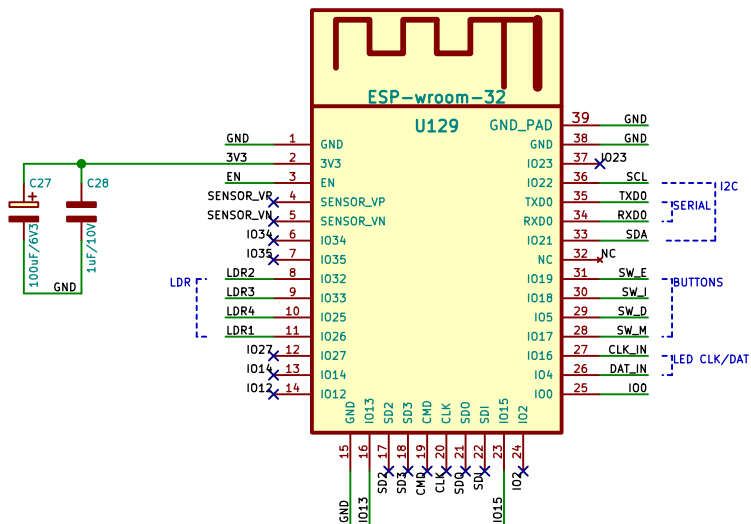 ESP-wroom-32
U129
GND 1 GND
3V3 2 3V3
EN 3 EN
SENSOR_VP 4 SENSOR_VP
SENSOR_VN 5 SENSOR_VN
IO34 6 IO34
IO35 7 IO35
LDR2 8 IO32
LDR3 9 IO33
LDR4 10 IO25
LDR1 11 IO26
IO27 12 IO27
IO14 13 IO14
IO12 14 IO12
LDR
C27
100uF/6V3
C28
1uF/10V
GND
GND_PAD 39 GND
GND 38 GND
IO23 37 IO23
IO22 36 SCL
TXD0 35 TXD0
RXD0 34 RXD0
IO21 33 SDA
NC 32 NC
IO19 31 SW_E
IO18 30 SW_I
IO5 29 SW_D
IO17 28 SW_M
IO16 27 CLK_IN
IO4 26 DAT_IN
IO0 25 IO0
I2C
SERIAL
BUTTONS
LED CLK/DAT
GND 15 GND
IO13 16 IO13
SD2 17 SD2
SD3 18 SD3
CMD 19 CMD
CLK 20 CLK
SD0 21 SD0
SDI 22 SDI
IO15 23 IO15
IO2 24 IO2